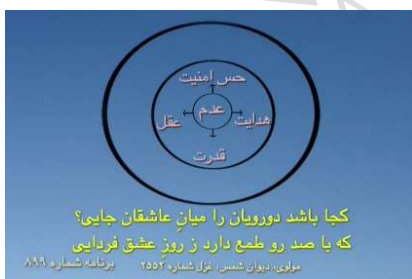 حس امنیت
عدم
عقل
هدایت
قدرت
کجا باشد دورویان را میانِ عاشقان جایی؟
که با صد رو طمع دارد ز روزِ عشق فردایی
مولوی، دیوان شمس، غزل شماره ۲۵۵۲
برنامه شماره ۸۹۹